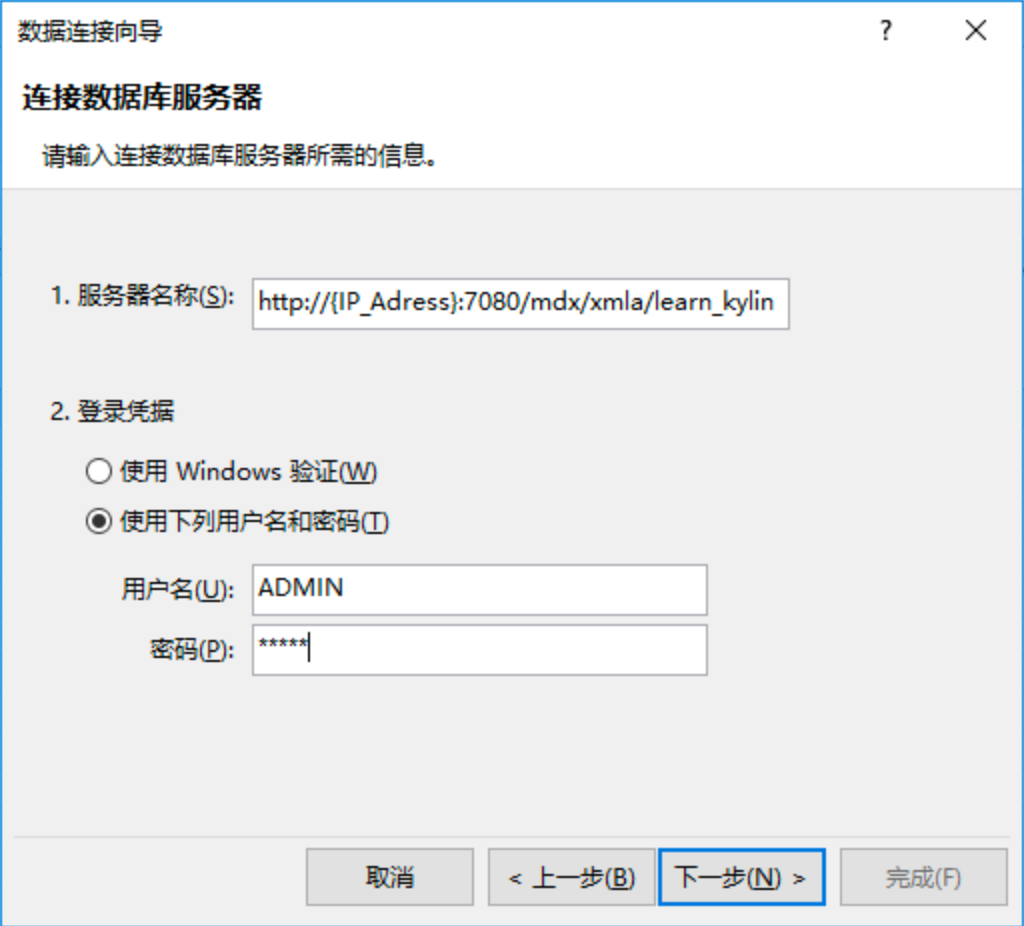 数据连接向导 ?
连接数据库服务器
请输入连接数据库服务器所需的信息。
1. 服务器名称(S): http://{IP_Adress}:7080/mdx/xmla/learn_kylin
2. 登录凭据
使用 Windows 验证(W)
使用下列用户名和密码(T)
用户名(U): ADMIN
密码(P): *****
取消 < 上一步(B) 下一步(N) > 完成(F)